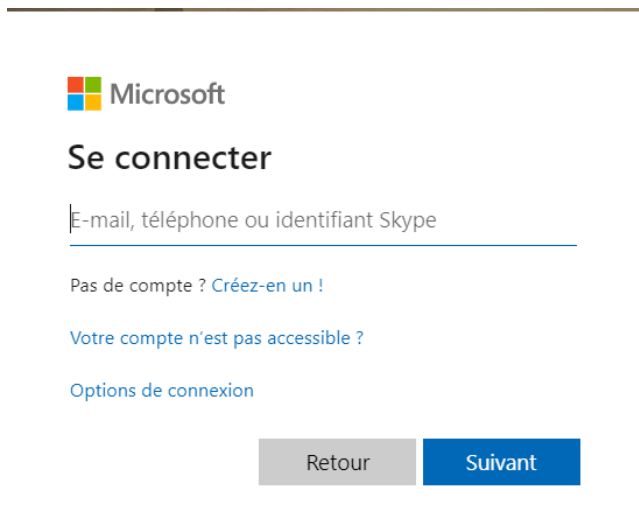 Microsoft
Se connecter
E-mail, téléphone ou identifiant Skype
Pas de compte ? Créez-en un !
Votre compte n'est pas accessible ?
Options de connexion
Retour
Suivant